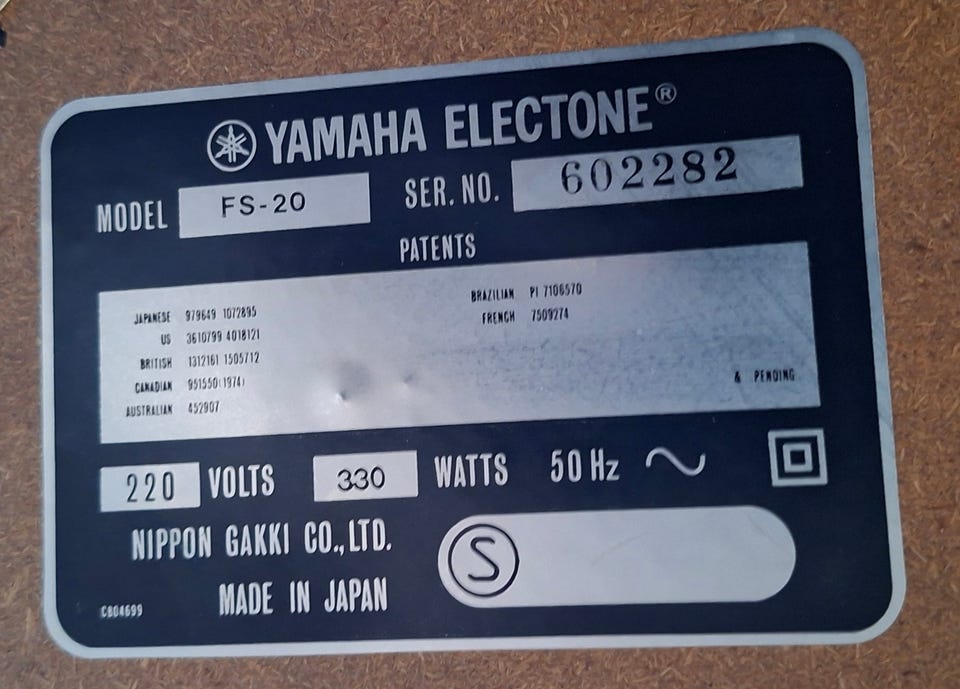 YAMAHA ELECTONE®
MODEL FS-20 SER. NO. 602282
PATENTS
JAPANESE 979649 1072895
US 3610799 4018121
BRITISH 1312161 1505712
CANADIAN 951550(1974)
AUSTRALIAN 452907
BRAZILIAN PI 7106570
FRENCH 7509274
& PENDING
220 VOLTS 330 WATTS 50 Hz
NIPPON GAKKI CO., LTD.
S
C804699 MADE IN JAPAN